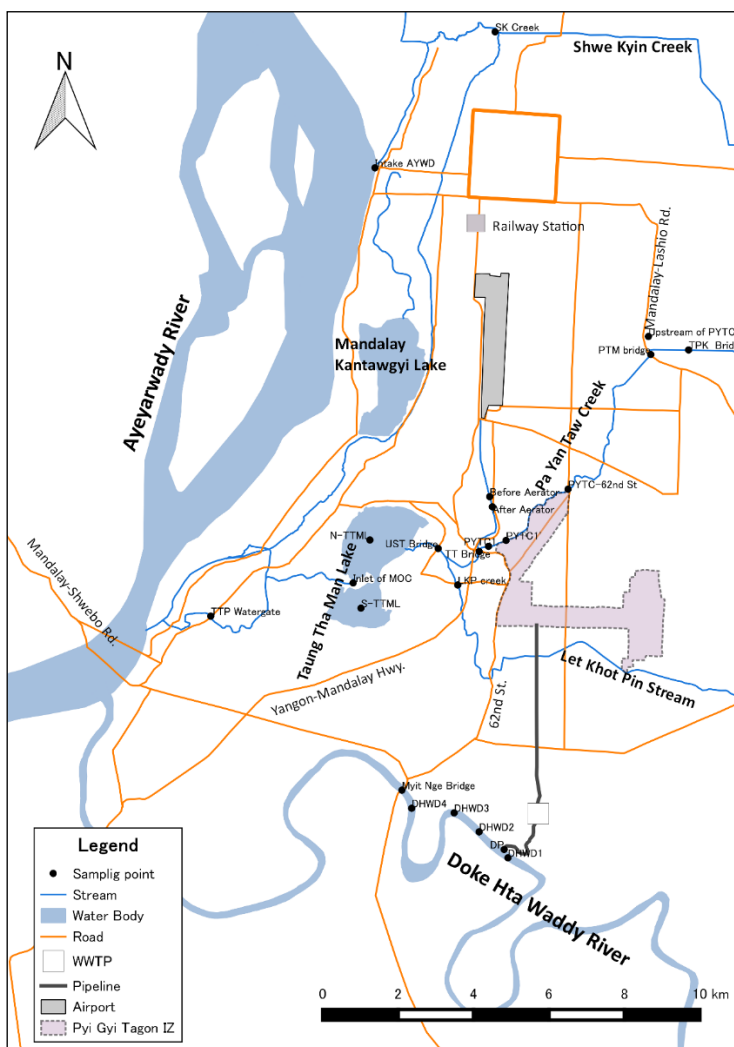 SK Creek
Shwe Kyin Creek
N
Intake AYWD
Railway Station
Mandalay-Lashio Rd.
Ayeyarwady River
Mandalay
Kantawgyi Lake
Upstream of PYTC
PTM bridge
TPK Brid
Pa Yan Taw Creek
PYTC-62nd St
Before Aerator
After Aerator
N-TTML
UST Bridge
PYTC1
PYTC1
TT Bridge
Mandalay-Shwebo Rd.
Taung Tha Man Lake
Inlet of MOC
LKP creek
S-TTML
TTP Watergate
Let Khot Pin Stream
Yangon-Mandalay Hwy.
62nd St.
Myit Nge Bridge
DHWD4
DHWD3
DHWD2
DP
DHWD1
Doke Hta Waddy River
Legend
Samplig point
Stream
Water Body
Road
WWTP
Pipeline
Airport
Pyi Gyi Tagon IZ
0 2 4 6 8 10 km